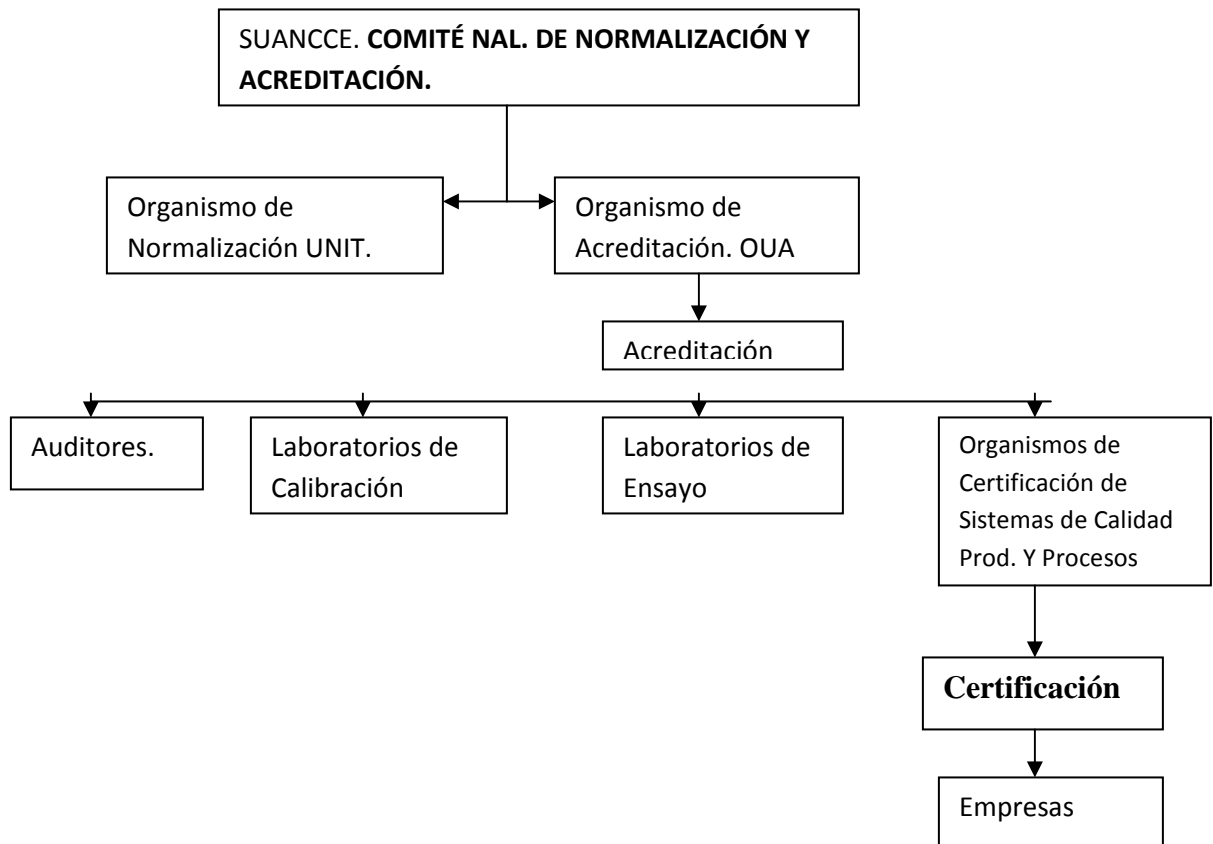 SUANCCE. COMITÉ NAL. DE NORMALIZACIÓN Y
ACREDITACIÓN.
Organismo de
Normalización UNIT.
Organismo de
Acreditación. OUA
Acreditación
Auditores.
Laboratorios de
Calibración
Laboratorios de
Ensayo
Organismos de
Certificación de
Sistemas de Calidad
Prod. Y Procesos
Certificación
Empresas